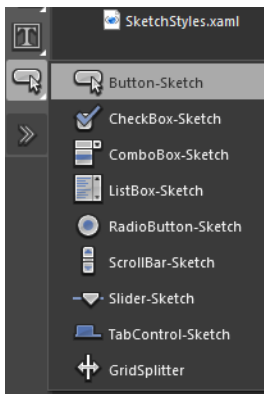 SketchStyles.xaml
T
Button-Sketch
CheckBox-Sketch
ComboBox-Sketch
ListBox-Sketch
RadioButton-Sketch
ScrollBar-Sketch
Slider-Sketch
TabControl-Sketch
GridSplitter